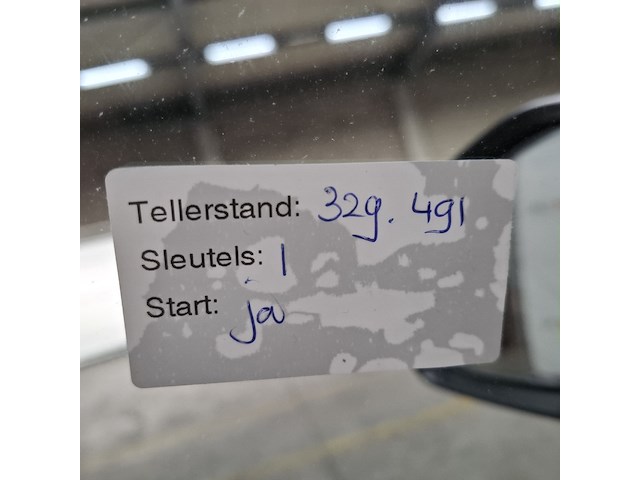 Tellerstand: 329.491
Sleutels: 1
Start: ja